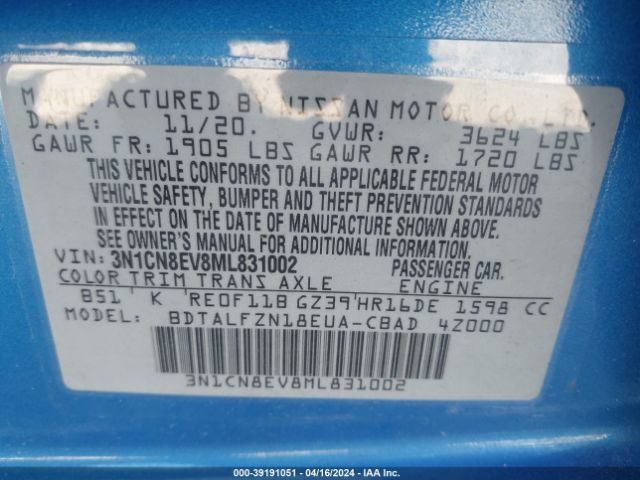 MANUFACTURED BY NISSAN MOTOR CO., LTD.
DATE: 11/20. GVWR: 3624 LBS
GAWR FR: 1905 LBS GAWR RR: 1720 LBS
THIS VEHICLE CONFORMS TO ALL APPLICABLE FEDERAL MOTOR
VEHICLE SAFETY, BUMPER AND THEFT PREVENTION STANDARDS
IN EFFECT ON THE DATE OF MANUFACTURE SHOWN ABOVE.
SEE OWNER'S MANUAL FOR ADDITIONAL INFORMATION.
VIN: 3N1CN8EV8ML831002 PASSENGER CAR.
COLOR TRIM TRANS AXLE ENGINE
B51 K RE0F11B GZ39 HR16DE 1598 CC
MODEL: BDTALFZN18EUA-CBAD 4Z000
3N1CN8EV8ML831002
000-39191051 - 04/16/2024 - IAA Inc.